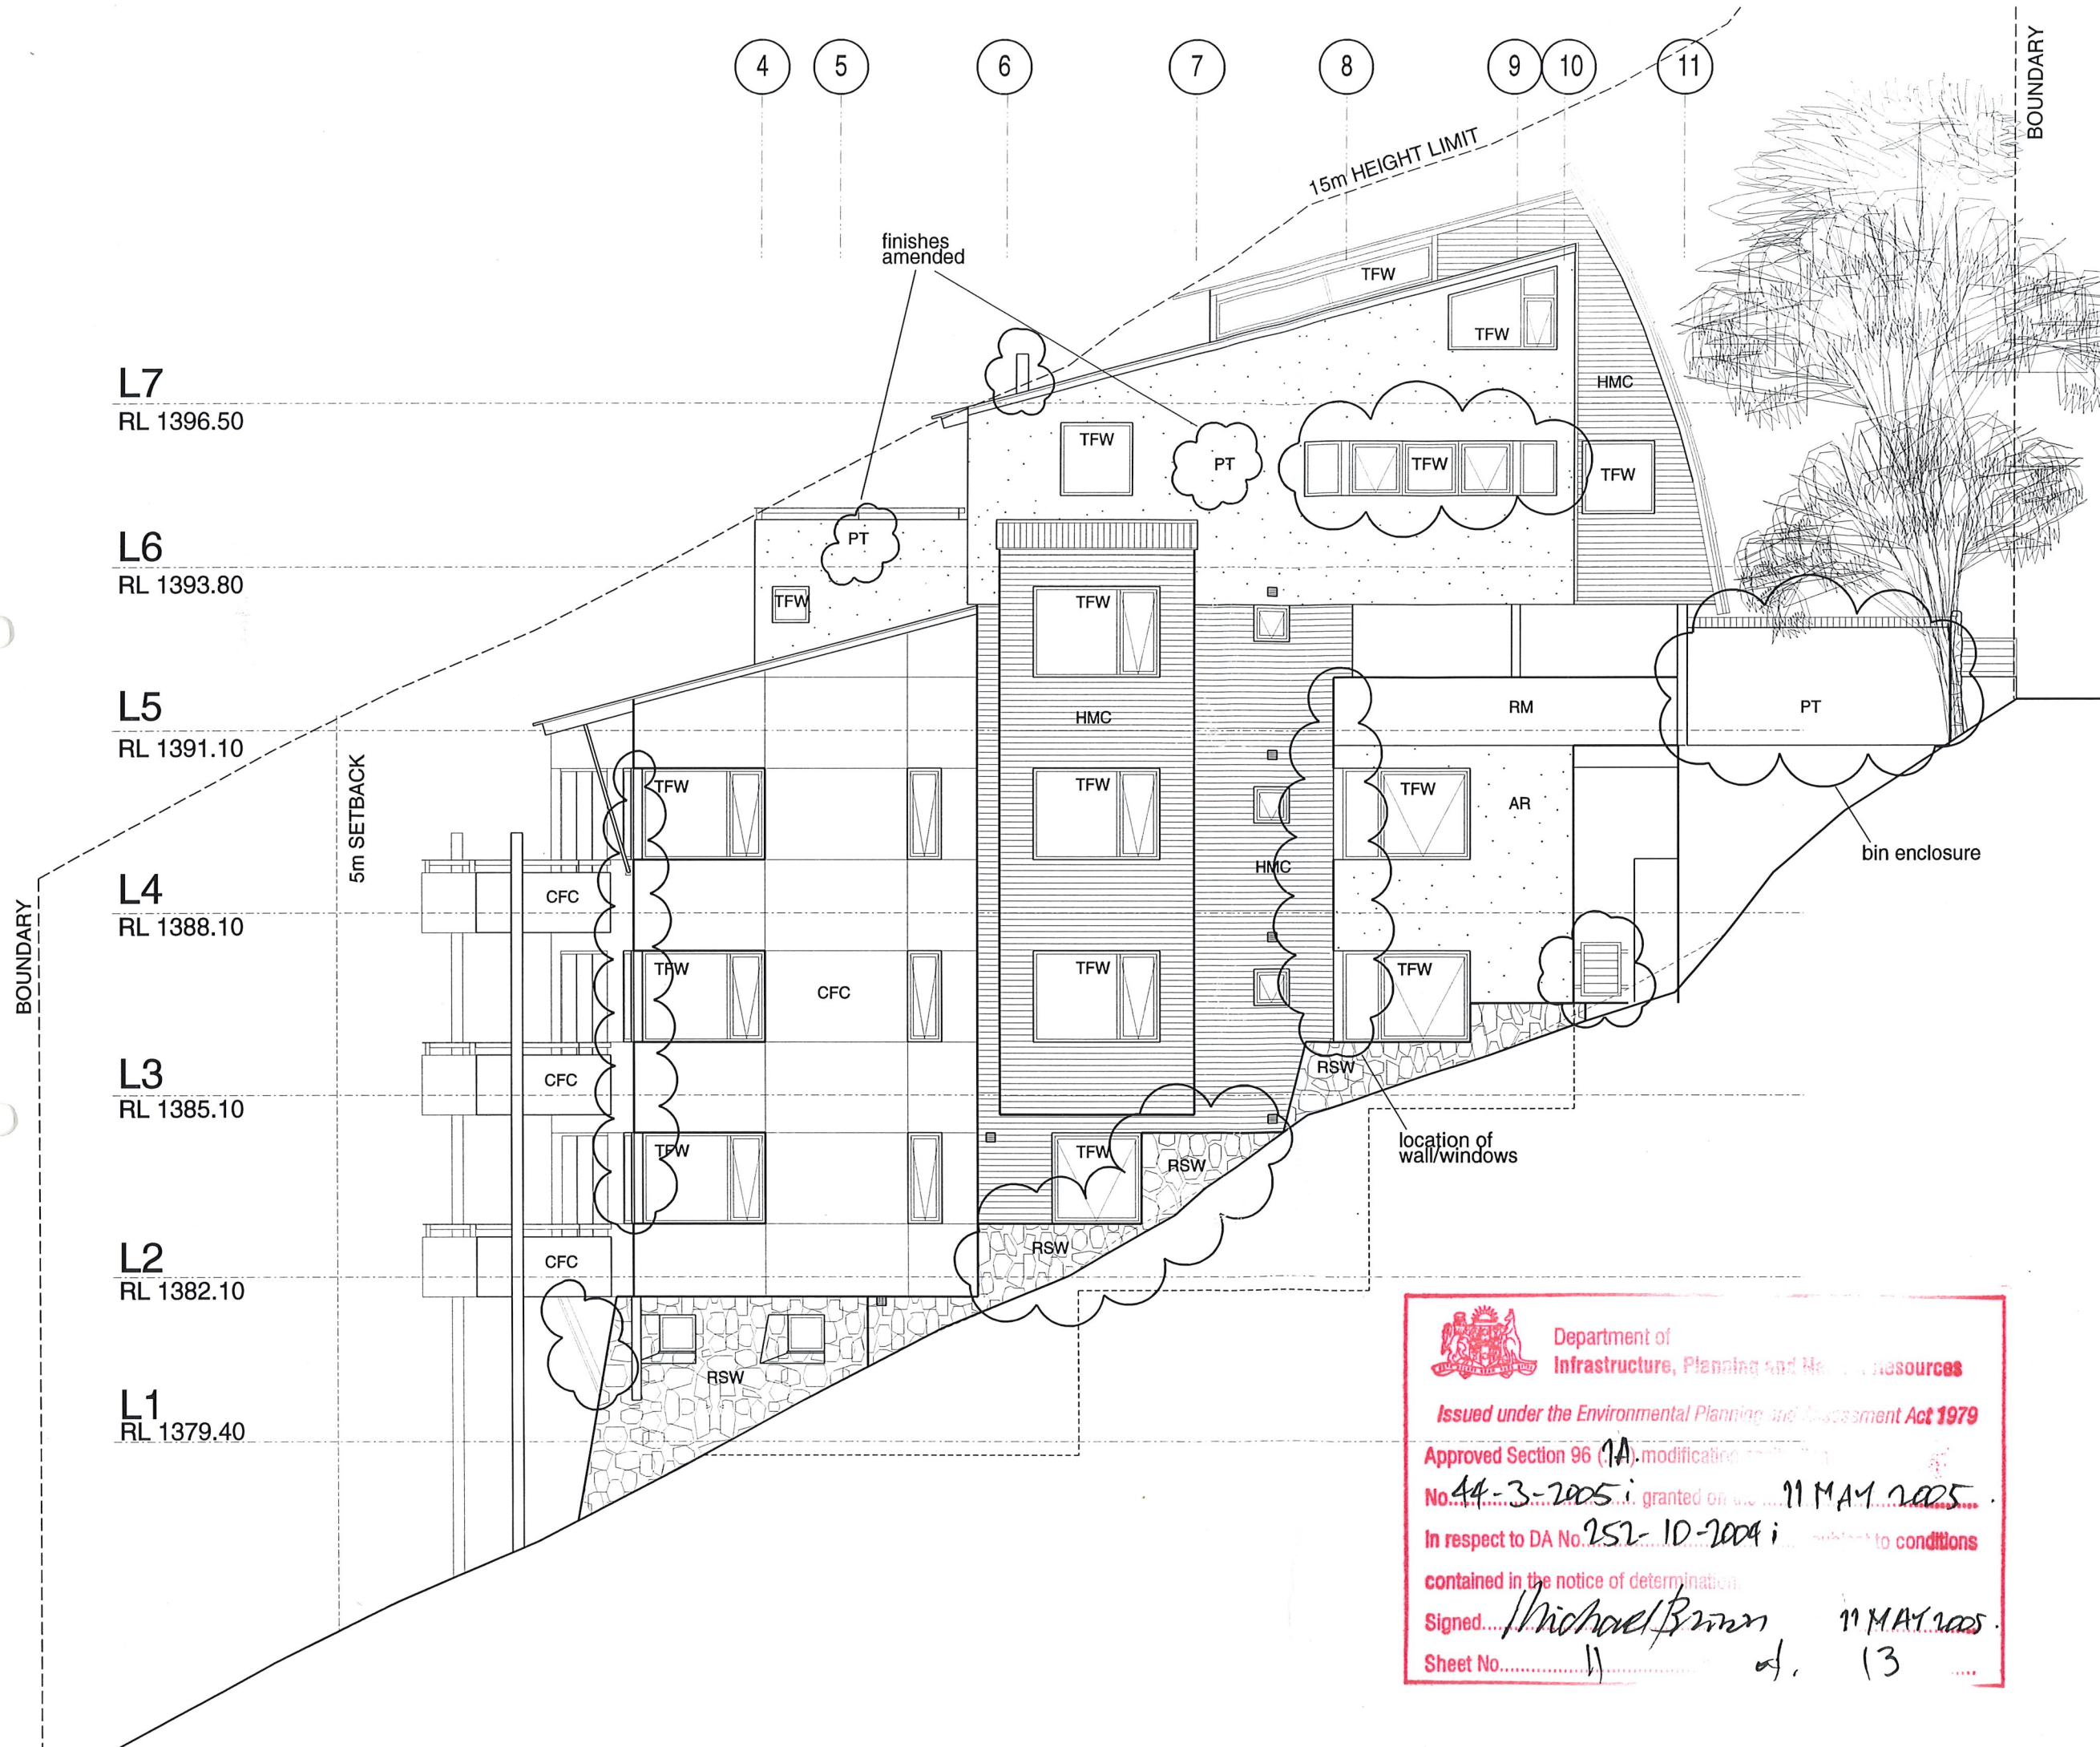 4 5 6 7 8 9 10 11
BOUNDARY
15m HEIGHT LIMIT
finishes
amended
TFW
TFW
L7
RL 1396.50
HMC
TFW
PT
TFW
TFW
L6
RL 1393.80
PT
TFW
TFW
L5
RL 1391.10
HMC
RM
PT
5m SETBACK
TFW
TFW
TFW
AR
bin enclosure
L4
RL 1388.10
CFC
HMC
BOUNDARY
TFW
CFC
TFW
TFW
L3
RL 1385.10
CFC
RSW
location of
wall/windows
TFW
TFW
RSW
L2
RL 1382.10
CFC
RSW
RSW
L1
RL 1379.40
Department of
Infrastructure, Planning and Resources
Issued under the Environmental Planning and Assessment Act 1979
Approved Section 96 (1A) modification
No. 44-3-2005 i granted on 11 MAY 2005.
In respect to DA No. 252-10-2004 i to conditions
contained in the notice of determination
Signed Michael Brown 11 MAY 2005.
Sheet No. 11 of. 13